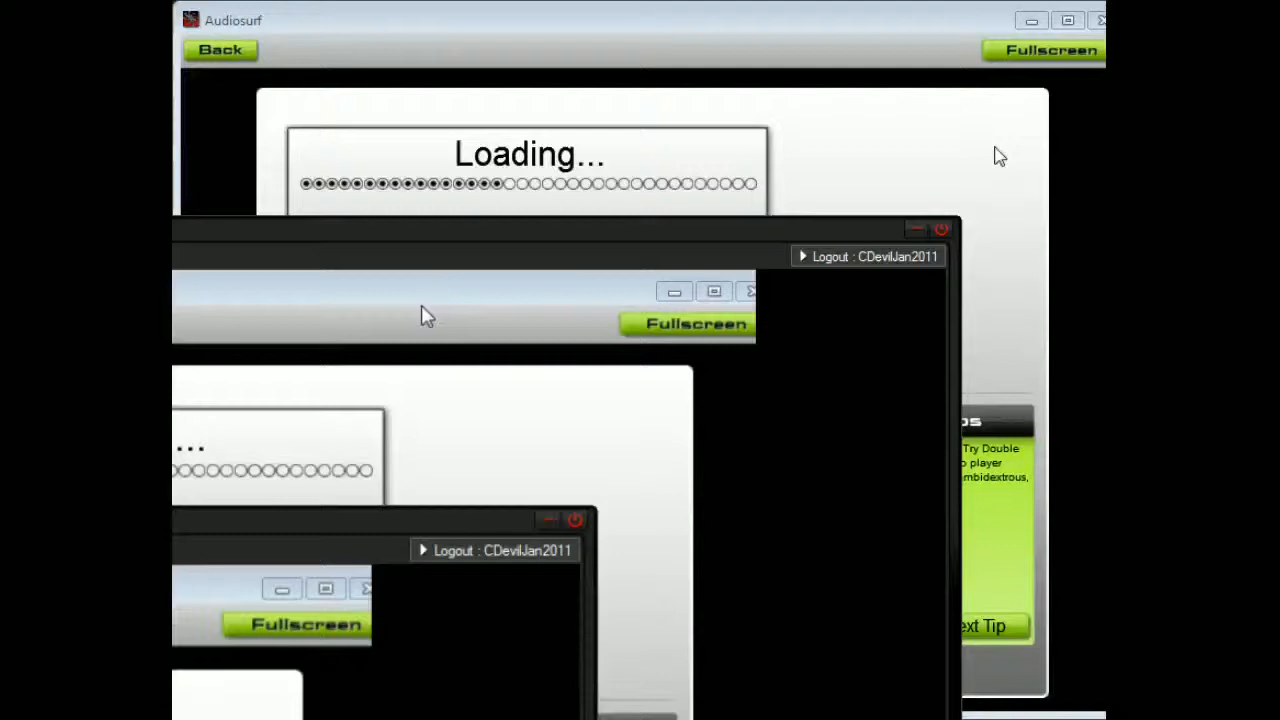 Audiosurf
Back
Fullscreen
Loading...
Logout : CDevilJan2011
Fullscreen
Try Double
player
mbidextrous,
...
Logout : CDevilJan2011
Fullscreen
ext Tip